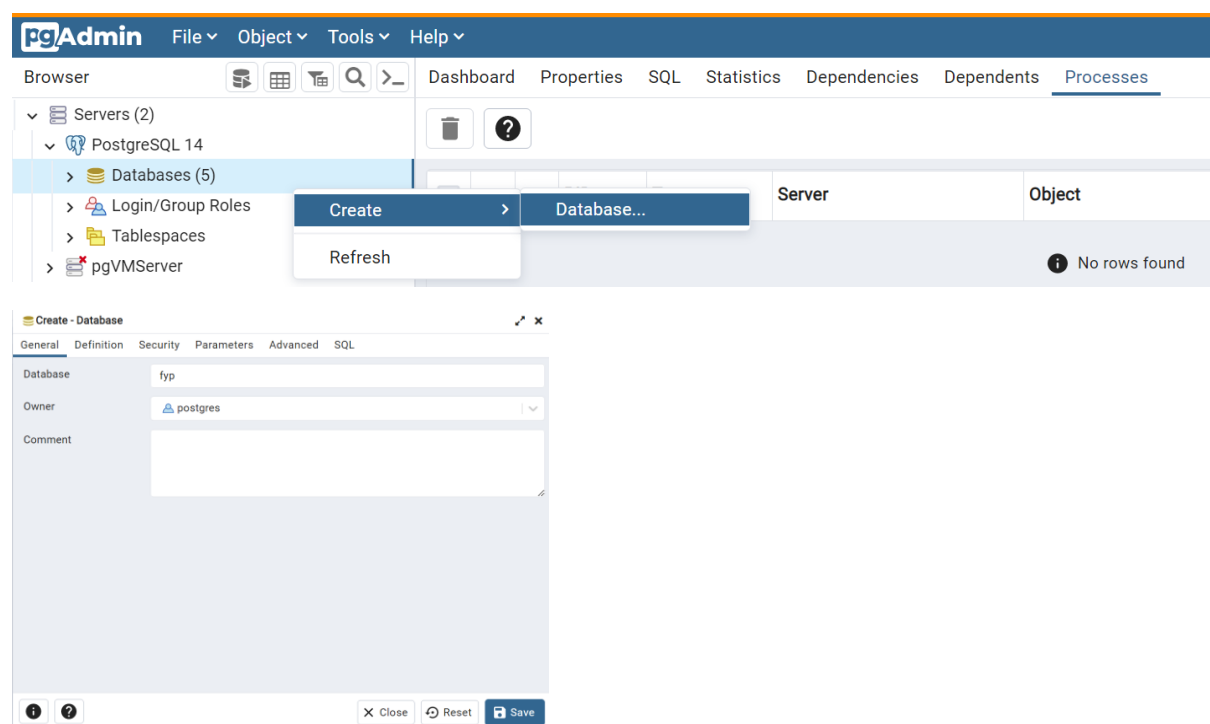 pgAdmin File Object Tools Help
Browser Dashboard Properties SQL Statistics Dependencies Dependents Processes
Servers (2)
PostgreSQL 14
Databases (5)
Login/Group Roles
Tablespaces
pgVMServer
Create Database...
Refresh
Server Object
No rows found
Create - Database
General Definition Security Parameters Advanced SQL
Database fyp
Owner postgres
Comment
Close Reset Save